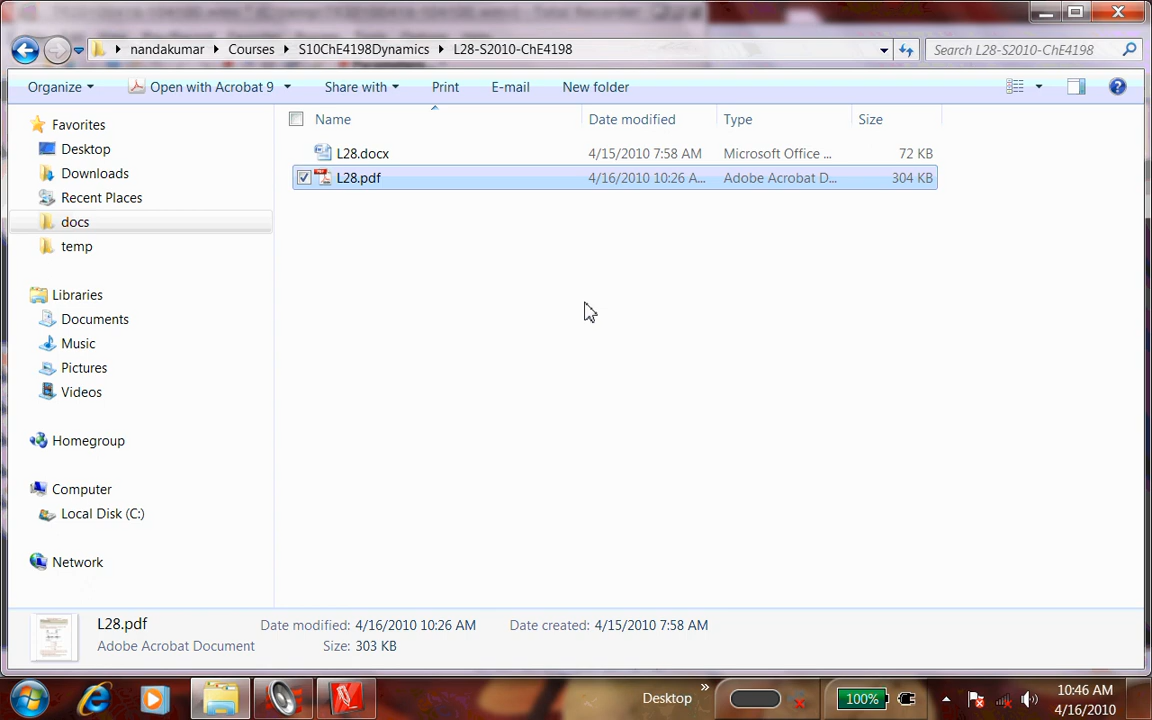 nandakumar Courses S10ChE4198Dynamics L28-S2010-ChE4198 Search L28-S2010-ChE4198
Organize Open with Acrobat 9 Share with Print E-mail New folder
Name Date modified Type Size
L28.docx 4/15/2010 7:58 AM Microsoft Office ... 72 KB
L28.pdf 4/16/2010 10:26 A... Adobe Acrobat D... 304 KB
Favorites
Desktop
Downloads
Recent Places
docs
temp
Libraries
Documents
Music
Pictures
Videos
Homegroup
Computer
Local Disk (C:)
Network
L28.pdf Date modified: 4/16/2010 10:26 AM Date created: 4/15/2010 7:58 AM
Adobe Acrobat Document Size: 303 KB
Desktop » 100% 10:46 AM
4/16/2010